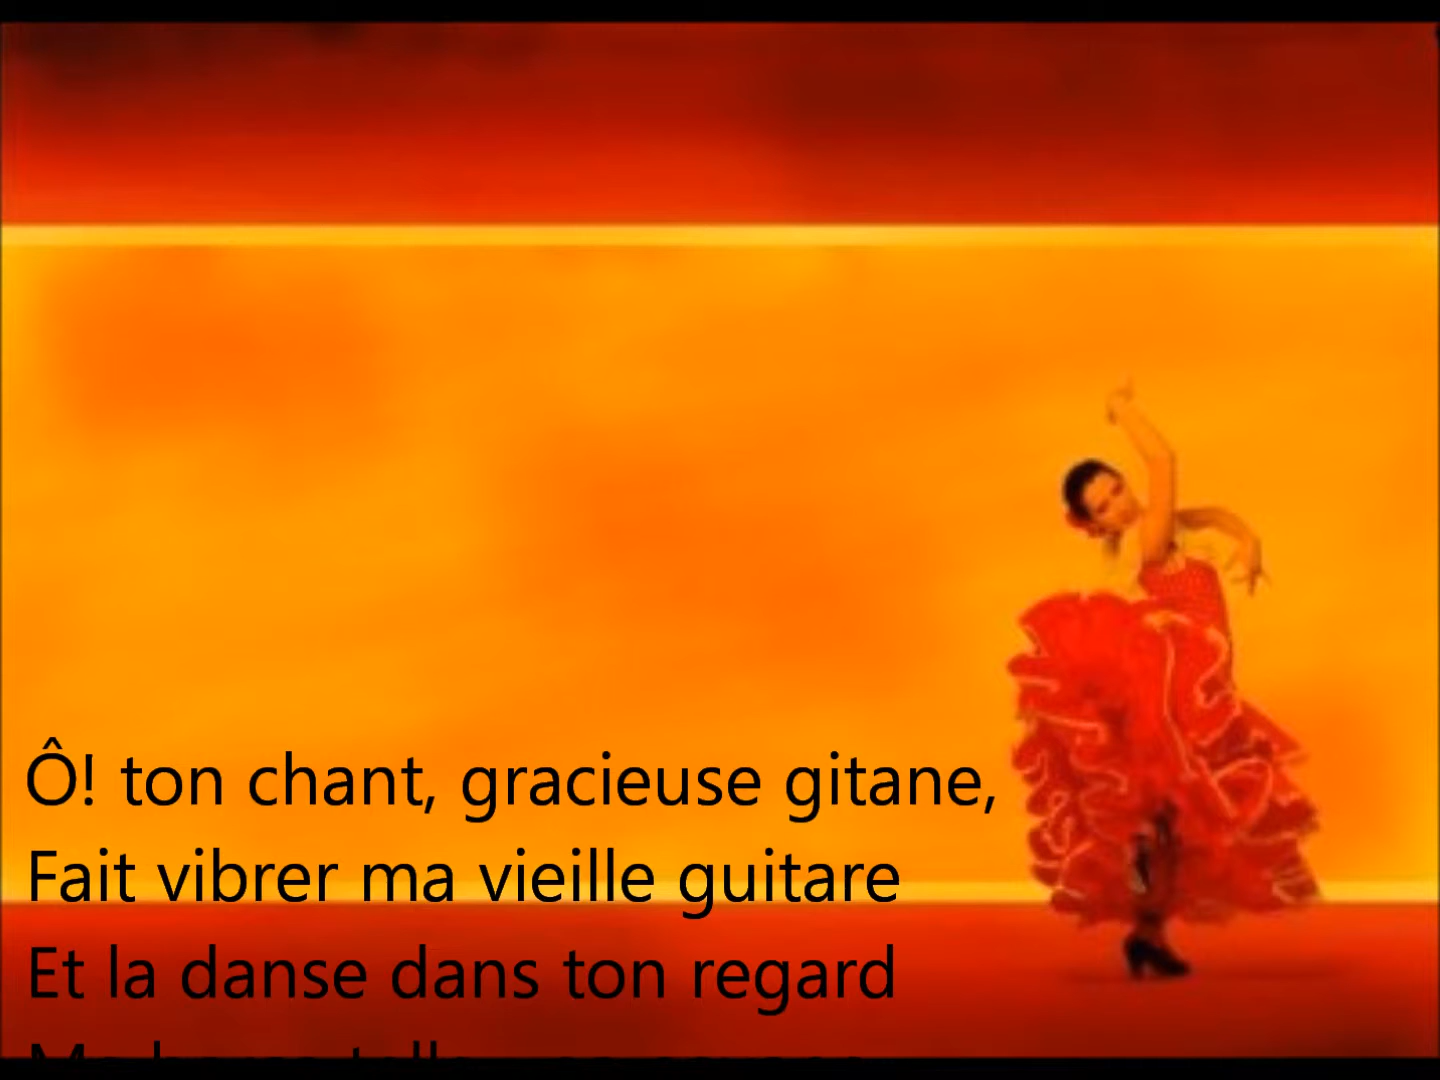 Ô! ton chant, gracieuse gitane,
Fait vibrer ma vieille guitare
Et la danse dans ton regard